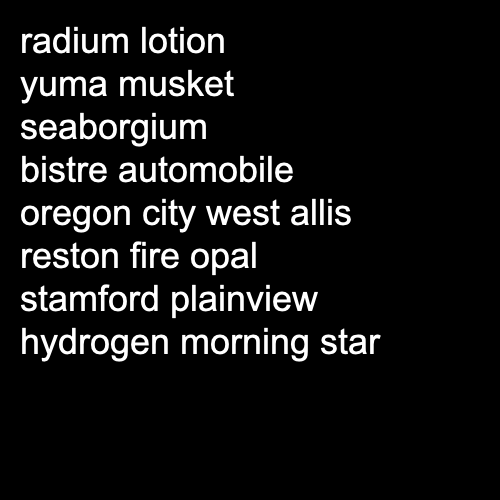 radium lotion
yuma musket
seaborgium
bistre automobile
oregon city west allis
reston fire opal
stamford plainview
hydrogen morning star